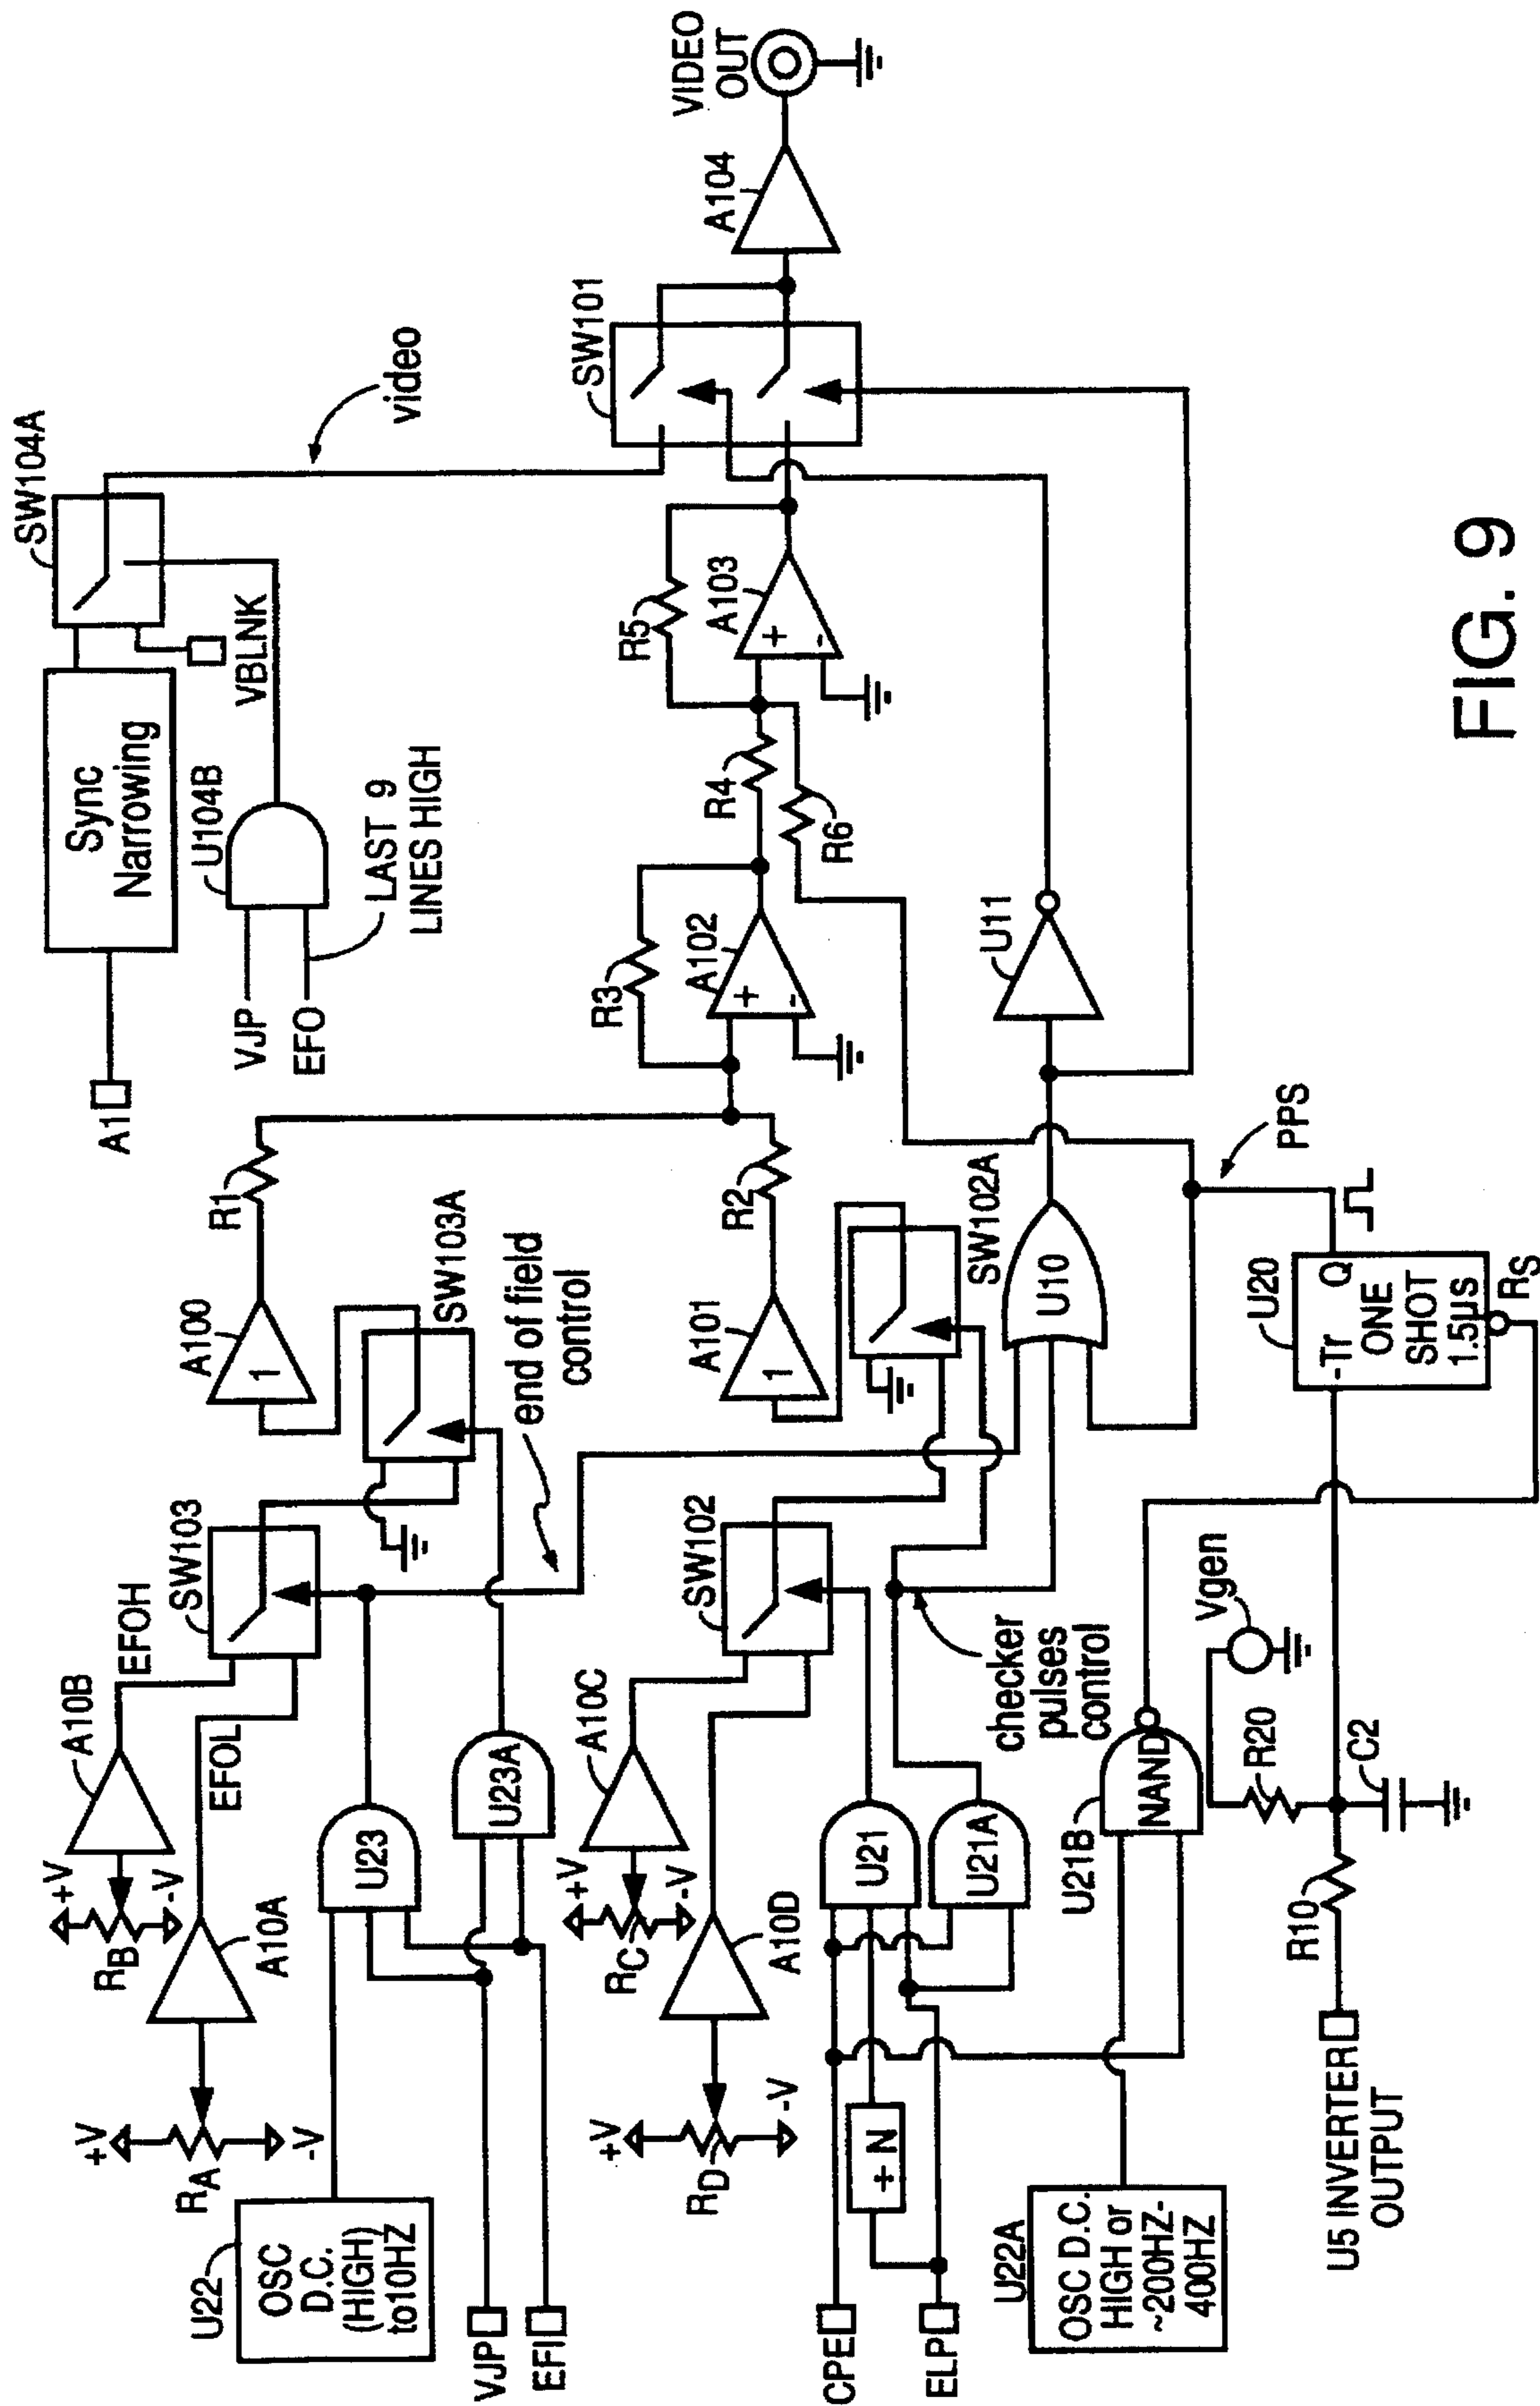 A1
Sync
Narrowing
SW104A
VBLNK
U104B
VJP
EFO
LAST 9
LINES HIGH
video
+V
-V
RB
A10B
EFOH
+V
-V
RA
A10A
EFOL
SW103
U22
OSC
D.C.
(HIGH)
to10HZ
U23
U23A
VJP
EFI
A100
1
R1
SW103A
end of field
control
R3
A102
+
-
R4
R6
R5
A103
+
-
SW101
A104
VIDEO
OUT
+V
-V
RC
A10C
+V
-V
RD
A10D
SW102
A101
1
R2
SW102A
CPE
ELP
÷ N
U21
U21A
checker
pulses
control
U10
U11
U22A
OSC D.C.
HIGH or
~200HZ-
400HZ
U21B
NAND
Vgen
R20
C2
R10
U5 INVERTER
OUTPUT
U20
-Tr
Q
ONE
SHOT
1.5µs
RS
PPS
FIG. 9